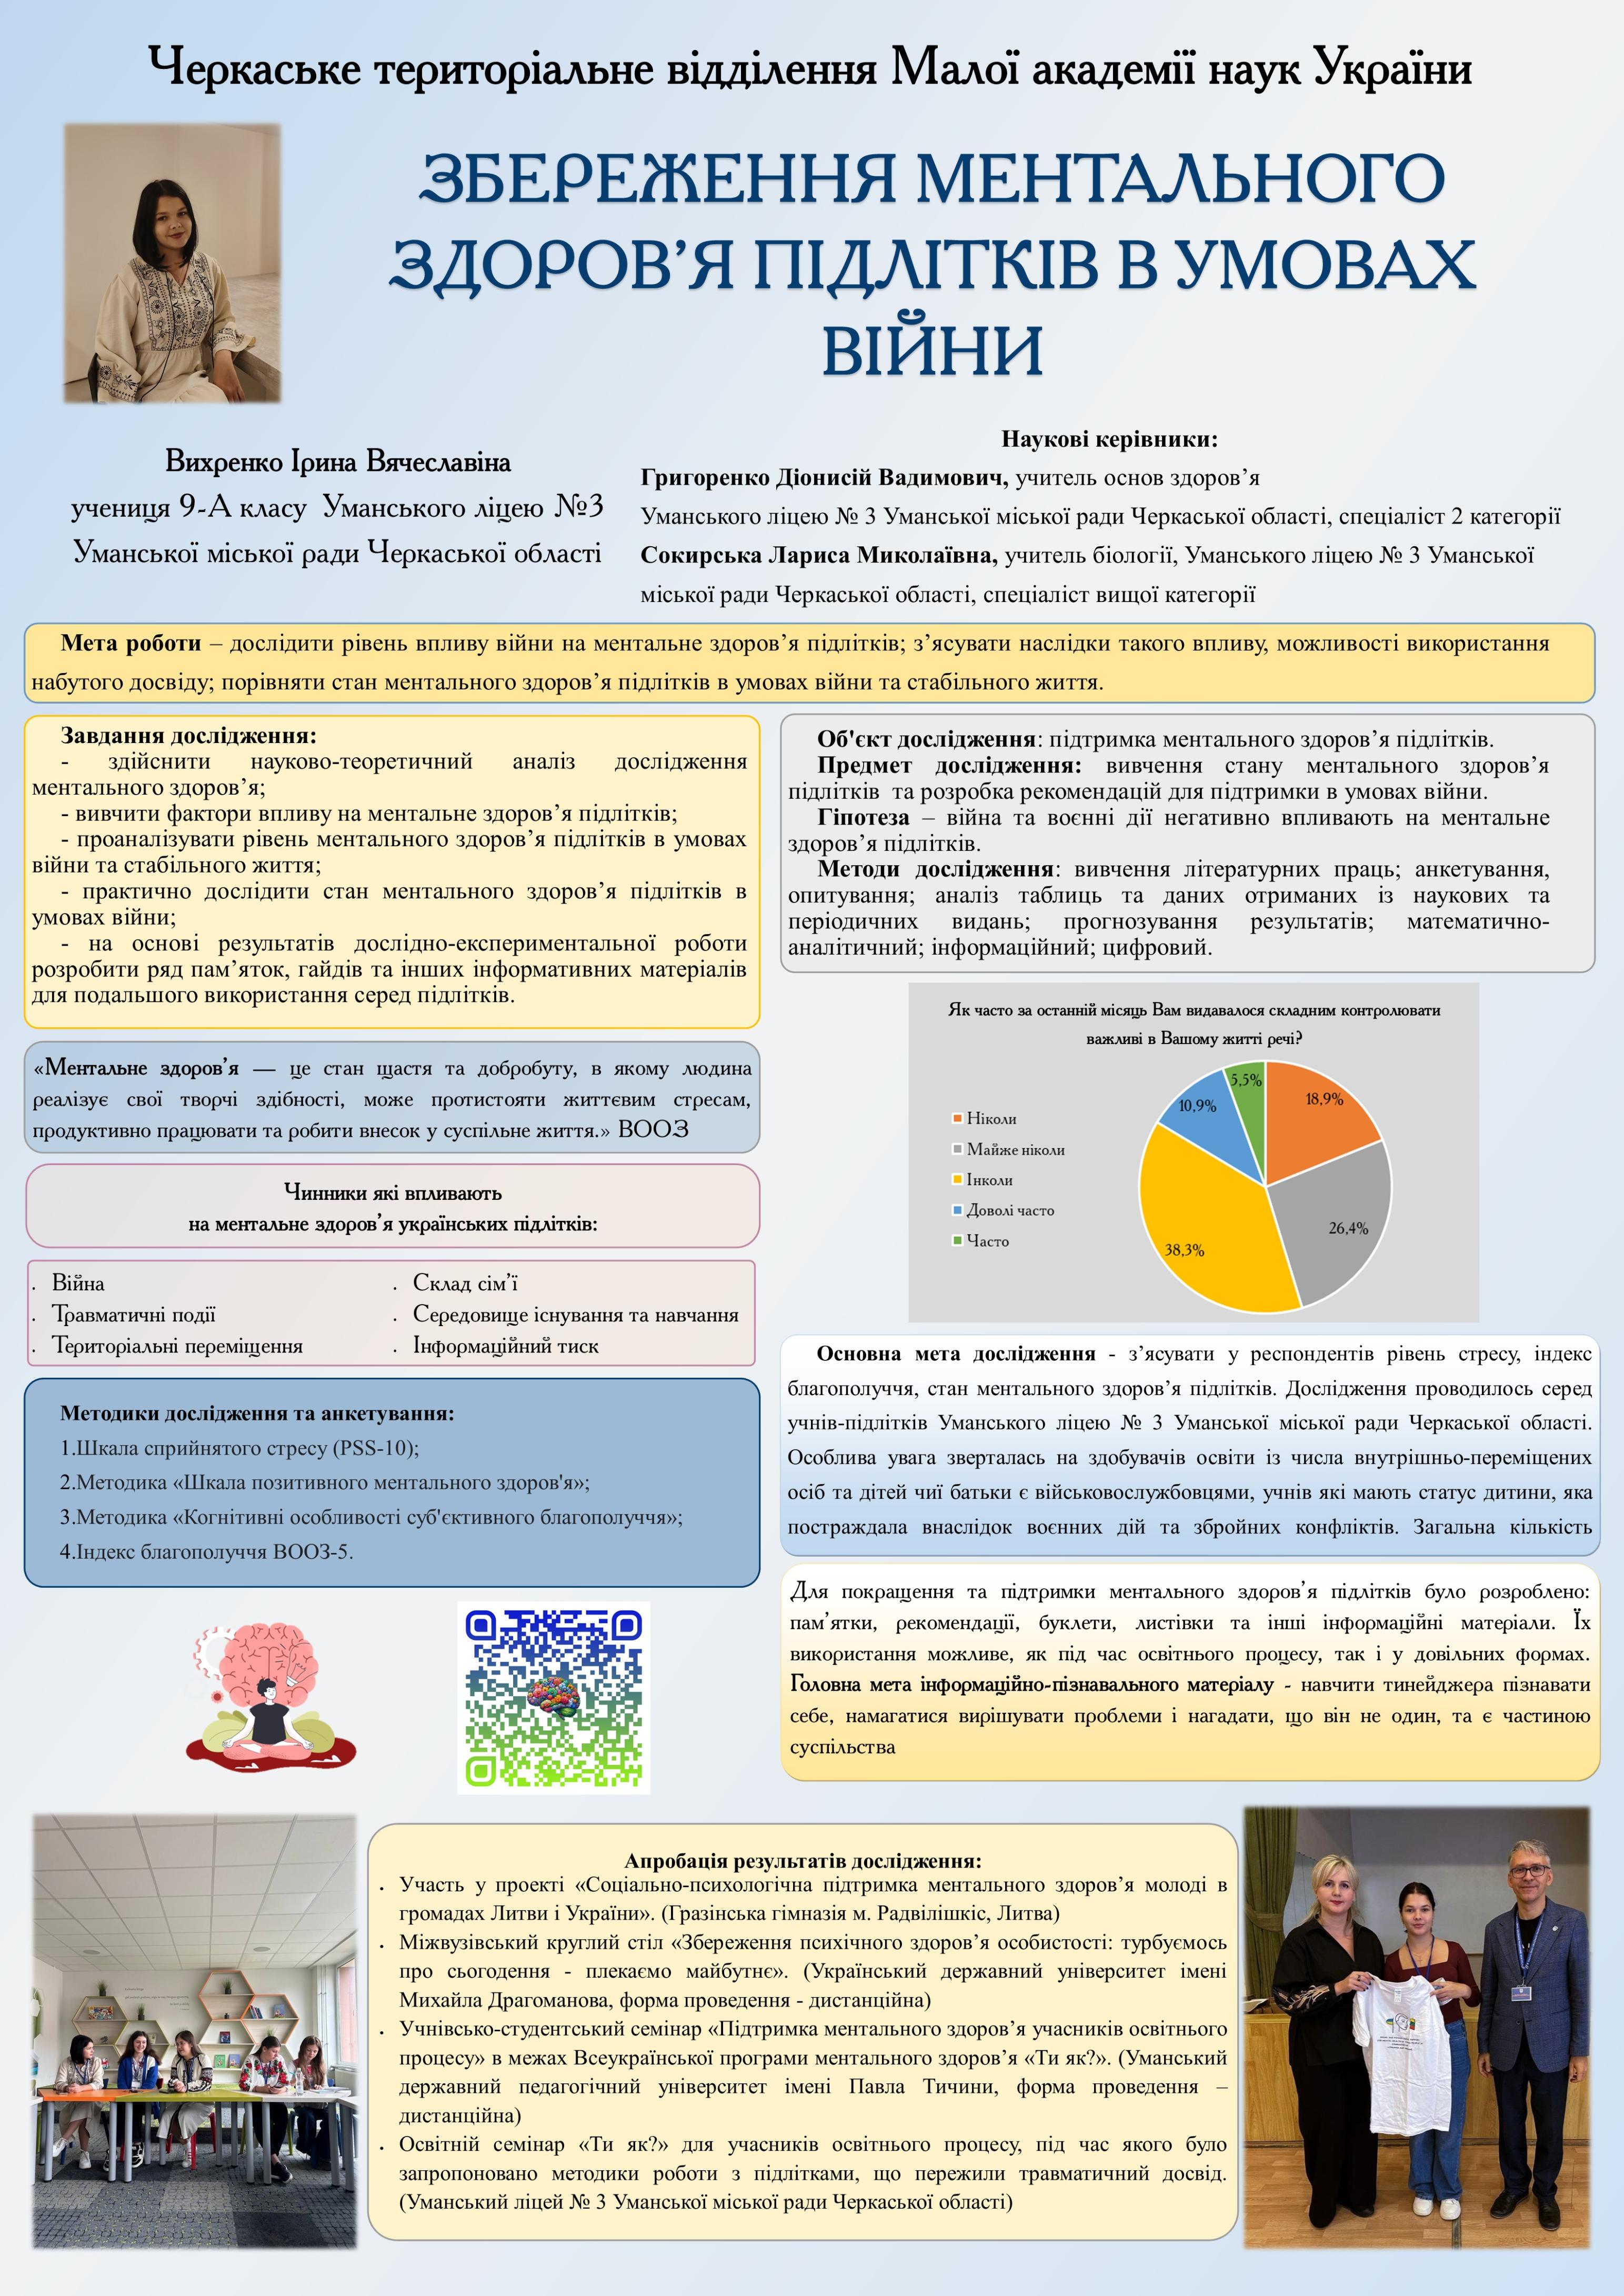 Черкаське територіальне відділення Малої академії наук України
ЗБЕРЕЖЕННЯ МЕНТАЛЬНОГО
ЗДОРОВ’Я ПІДЛІТКІВ В УМОВАХ
ВІЙНИ
Вихренко Ірина Вячеславіна
учениця 9-А класу Уманського ліцею №3
Уманської міської ради Черкаської області
Наукові керівники:
Григоренко Діонисій Вадимович, учитель основ здоров’я
Уманського ліцею № 3 Уманської міської ради Черкаської області, спеціаліст 2 категорії
Сокирська Лариса Миколаївна, учитель біології, Уманського ліцею № 3 Уманської
міської ради Черкаської області, спеціаліст вищої категорії
Мета роботи – дослідити рівень впливу війни на ментальне здоров’я підлітків; з’ясувати наслідки такого впливу, можливості використання
набутого досвіду; порівняти стан ментального здоров’я підлітків в умовах війни та стабільного життя.
Завдання дослідження:
- здійснити науково-теоретичний аналіз дослідження
ментального здоров’я;
- вивчити фактори впливу на ментальне здоров’я підлітків;
- проаналізувати рівень ментального здоров’я підлітків в умовах
війни та стабільного життя;
- практично дослідити стан ментального здоров’я підлітків в
умовах війни;
- на основі результатів дослідно-експериментальної роботи
розробити ряд пам’яток, гайдів та інших інформативних матеріалів
для подальшого використання серед підлітків.
«Ментальне здоров’я — це стан щастя та добробуту, в якому людина
реалізує свої творчі здібності, може протистояти життєвим стресам,
продуктивно працювати та робити внесок у суспільне життя.» ВООЗ
Чинники які впливають
на ментальне здоров’я українських підлітків:
. Війна
. Травматичні події
. Територіальні переміщення
. Склад сім’ї
. Середовище існування та навчання
. Інформаційний тиск
Методики дослідження та анкетування:
1.Шкала сприйнятого стресу (PSS-10);
2.Методика «Шкала позитивного ментального здоров'я»;
3.Методика «Когнітивні особливості суб'єктивного благополуччя»;
4.Індекс благополуччя ВООЗ-5.
Об'єкт дослідження: підтримка ментального здоров’я підлітків.
Предмет дослідження: вивчення стану ментального здоров’я
підлітків та розробка рекомендацій для підтримки в умовах війни.
Гіпотеза – війна та воєнні дії негативно впливають на ментальне
здоров’я підлітків.
Методи дослідження: вивчення літературних праць; анкетування,
опитування; аналіз таблиць та даних отриманих із наукових та
періодичних видань; прогнозування результатів; математично-
аналітичний; інформаційний; цифровий.
Як часто за останній місяць Вам видавалося складним контролювати
важливі в Вашому житті речі?
Ніколи
Майже ніколи
Інколи
Доволі часто
Часто
5,5%
18,9%
10,9%
26,4%
38,3%
Основна мета дослідження - з’ясувати у респондентів рівень стресу, індекс
благополуччя, стан ментального здоров’я підлітків. Дослідження проводилось серед
учнів-підлітків Уманського ліцею № 3 Уманської міської ради Черкаської області.
Особлива увага зверталась на здобувачів освіти із числа внутрішньо-переміщених
осіб та дітей чиї батьки є військовослужбовцями, учнів які мають статус дитини, яка
постраждала внаслідок воєнних дій та збройних конфліктів. Загальна кількість
Для покращення та підтримки ментального здоров’я підлітків було розроблено:
пам’ятки, рекомендації, буклети, листівки та інші інформаційні матеріали. Їх
використання можливе, як під час освітнього процесу, так і у довільних формах.
Головна мета інформаційно-пізнавального матеріалу - навчити тинейджера пізнавати
себе, намагатися вирішувати проблеми і нагадати, що він не один, та є частиною
суспільства
Апробація результатів дослідження:
. Участь у проекті «Соціально-психологічна підтримка ментального здоров’я молоді в
громадах Литви і України». (Гразінська гімназія м. Радвілішкіс, Литва)
. Міжвузівський круглий стіл «Збереження психічного здоров’я особистості: турбуємось
про сьогодення - плекаємо майбутнє». (Український державний університет імені
Михайла Драгоманова, форма проведення - дистанційна)
. Учнівсько-студентський семінар «Підтримка ментального здоров’я учасників освітнього
процесу» в межах Всеукраїнської програми ментального здоров’я «Ти як?». (Уманський
державний педагогічний університет імені Павла Тичини, форма проведення –
дистанційна)
. Освітній семінар «Ти як?» для учасників освітнього процесу, під час якого було
запропоновано методики роботи з підлітками, що пережили травматичний досвід.
(Уманський ліцей № 3 Уманської міської ради Черкаської області)